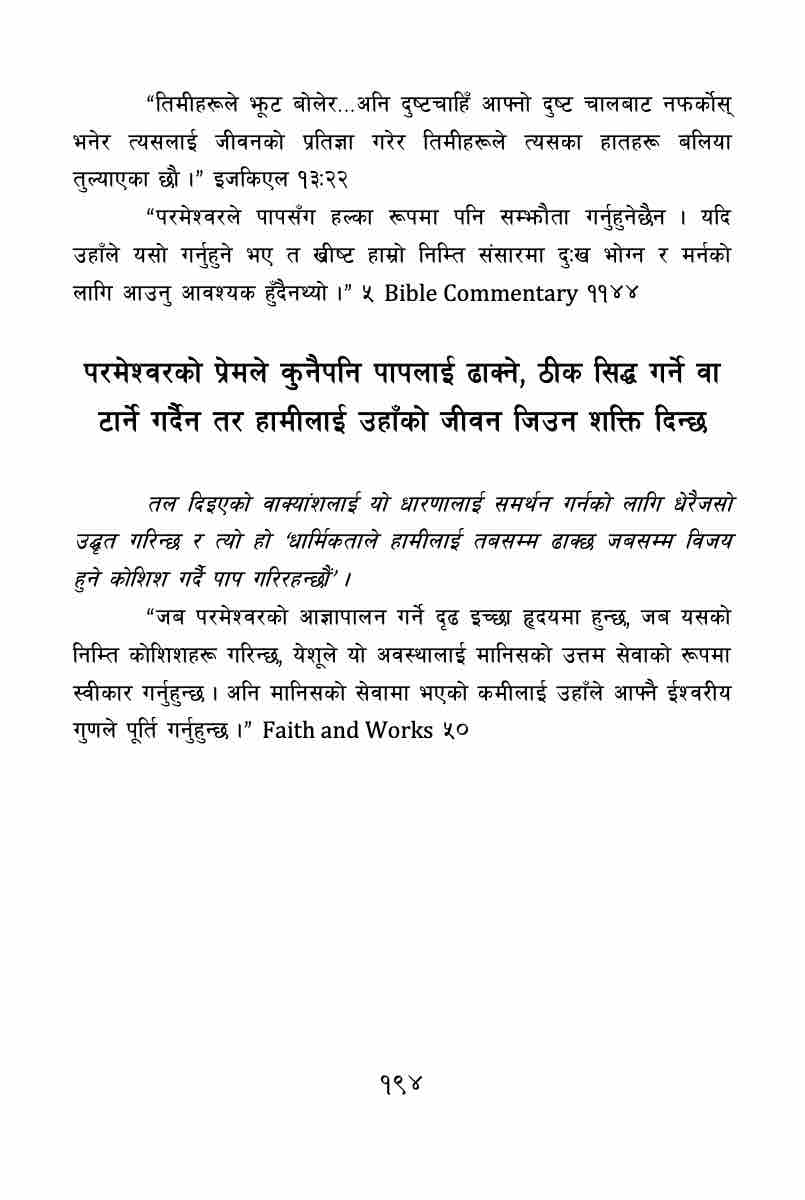 “तिमीहरूले झूट बोलेर...अनि दुष्टचाहिँ आफ्नो दुष्ट चालबाट नफर्कोस्
भनेर त्यसलाई जीवनको प्रतिज्ञा गरेर तिमीहरूले त्यसका हातहरू बलिया
तुल्याएका छौ ।” इजकिएल १३:२२
“परमेश्वरले पापसँग हल्का रूपमा पनि सम्झौता गर्नुहुनेछैन । यदि
उहाँले यसो गर्नुहुने भए त ख्रीष्ट हाम्रो निम्ति संसारमा दुःख भोग्न र मर्नको
लागि आउनु आवश्यक हुँदैनथ्यो ।” ५ Bible Commentary ११४४
परमेश्वरको प्रेमले कुनैपनि पापलाई ढाक्ने, ठीक सिद्ध गर्ने वा
टार्ने गर्दैन तर हामीलाई उहाँको जीवन जिउन शक्ति दिन्छ
तल दिइएको वाक्यांशलाई यो धारणालाई समर्थन गर्नको लागि धेरैजसो
उद्धृत गरिन्छ र त्यो हो ‘धार्मिकताले हामीलाई तबसम्म ढाक्छ जबसम्म विजय
हुने कोशिश गर्दै पाप गरिरहन्छौं’ ।
“जब परमेश्वरको आज्ञापालन गर्ने दृढ इच्छा हृदयमा हुन्छ, जब यसको
निम्ति कोशिशहरू गरिन्छ, येशूले यो अवस्थालाई मानिसको उत्तम सेवाको रूपमा
स्वीकार गर्नुहुन्छ । अनि मानिसको सेवामा भएको कमीलाई उहाँले आफ्नै ईश्वरीय
गुणले पूर्ति गर्नुहुन्छ ।” Faith and Works ५०
१९४